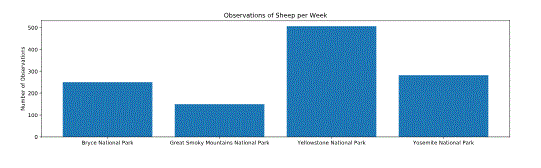 Observations of Sheep per Week
Number of Observations
500
400
300
200
100
0
Bryce National Park
Great Smoky Mountains National Park
Yellowstone National Park
Yosemite National Park